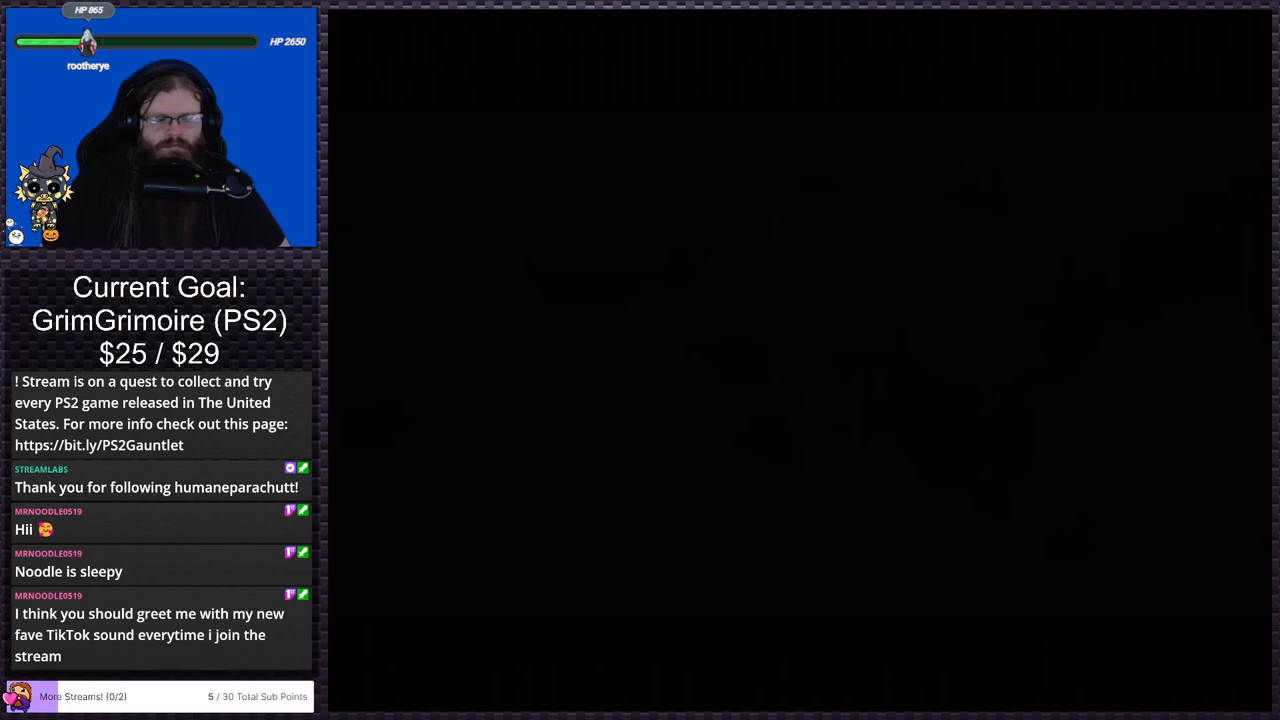 HP 865
HP 2650
rootherye
Current Goal:
GrimGrimoire (PS2)
$25 / $29
! Stream is on a quest to collect and try
every PS2 game released in The United
States. For more info check out this page:
https://bit.ly/PS2Gauntlet
STREAMLABS
Thank you for following humaneparachutt!
MRNOODLE0519
Hii 🥰
MRNOODLE0519
Noodle is sleepy
MRNOODLE0519
I think you should greet me with my new
fave TikTok sound everytime i join the
stream
More Streams! (0/2)
5 / 30 Total Sub Points